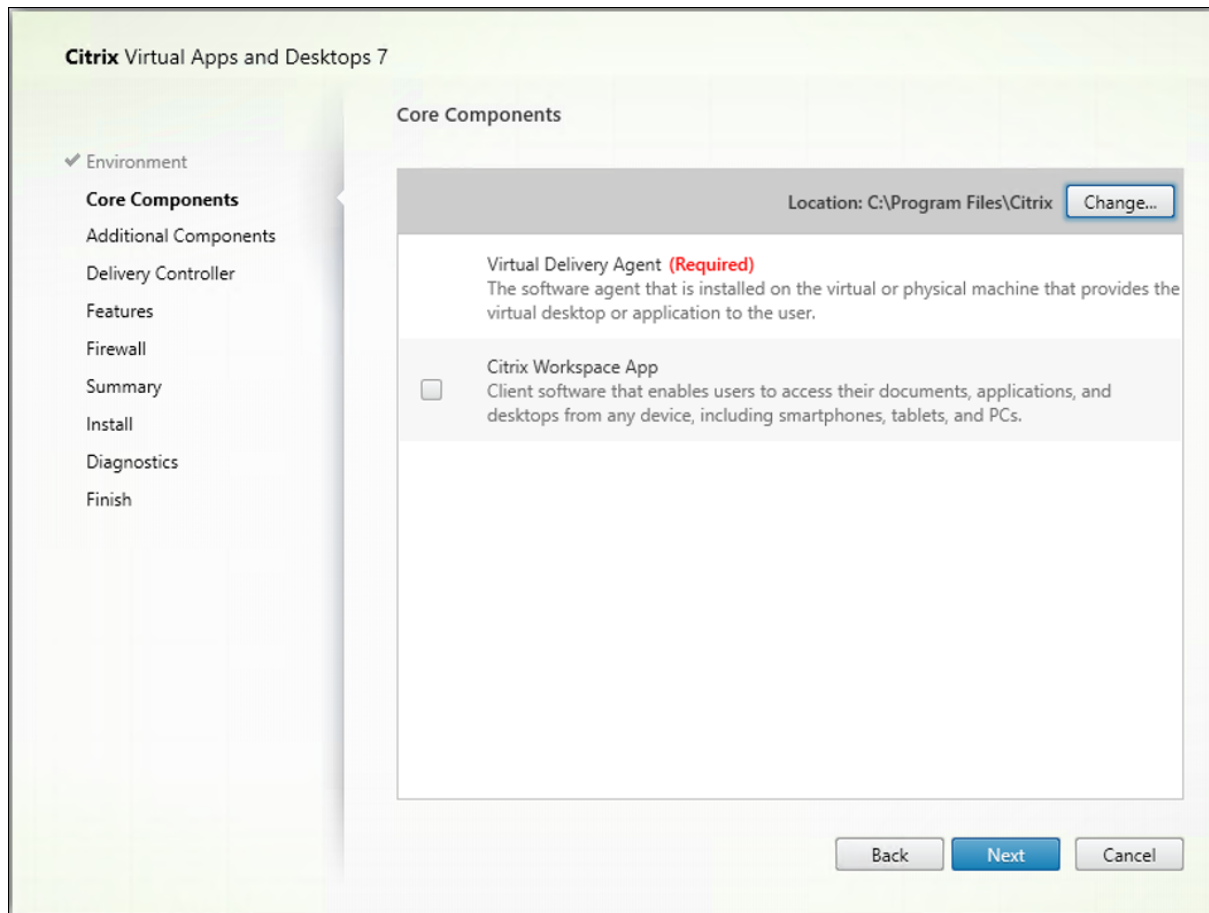 Citrix Virtual Apps and Desktops 7
Environment
Core Components
Additional Components
Delivery Controller
Features
Firewall
Summary
Install
Diagnostics
Finish
Core Components
Location: C:\Program Files\Citrix Change...
Virtual Delivery Agent (Required)
The software agent that is installed on the virtual or physical machine that provides the
virtual desktop or application to the user.
Citrix Workspace App
Client software that enables users to access their documents, applications, and
desktops from any device, including smartphones, tablets, and PCs.
Back Next Cancel